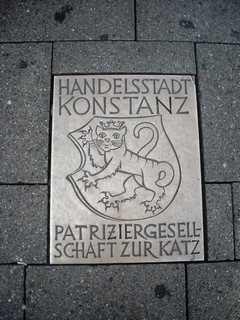 HANDELSSTADT
KONSTANZ
PATRIZIERGESELL-
SCHAFT ZUR KATZ